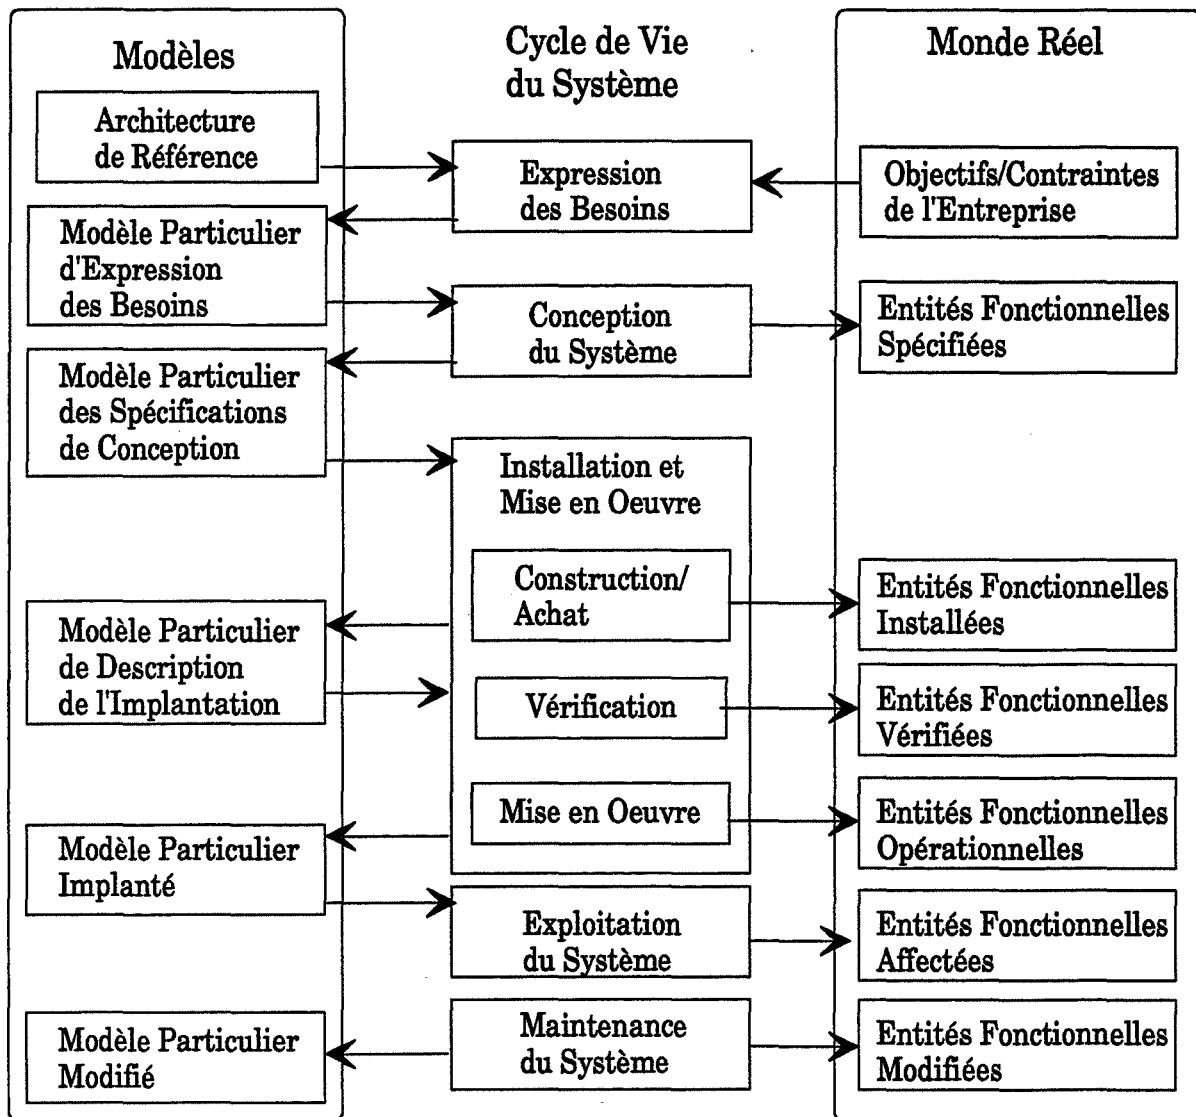 Modèles
Architecture
de Référence
Modèle Particulier
d'Expression
des Besoins
Modèle Particulier
des Spécifications
de Conception
Modèle Particulier
de Description
de l'Implantation
Modèle Particulier
Implanté
Modèle Particulier
Modifié
Cycle de Vie
du Système
Expression
des Besoins
Conception
du Système
Installation et
Mise en Oeuvre
Construction/
Achat
Vérification
Mise en Oeuvre
Exploitation
du Système
Maintenance
du Système
Monde Réel
Objectifs/Contraintes
de l'Entreprise
Entités Fonctionnelles
Spécifiées
Entités Fonctionnelles
Installées
Entités Fonctionnelles
Vérifiées
Entités Fonctionnelles
Opérationnelles
Entités Fonctionnelles
Affectées
Entités Fonctionnelles
Modifiées